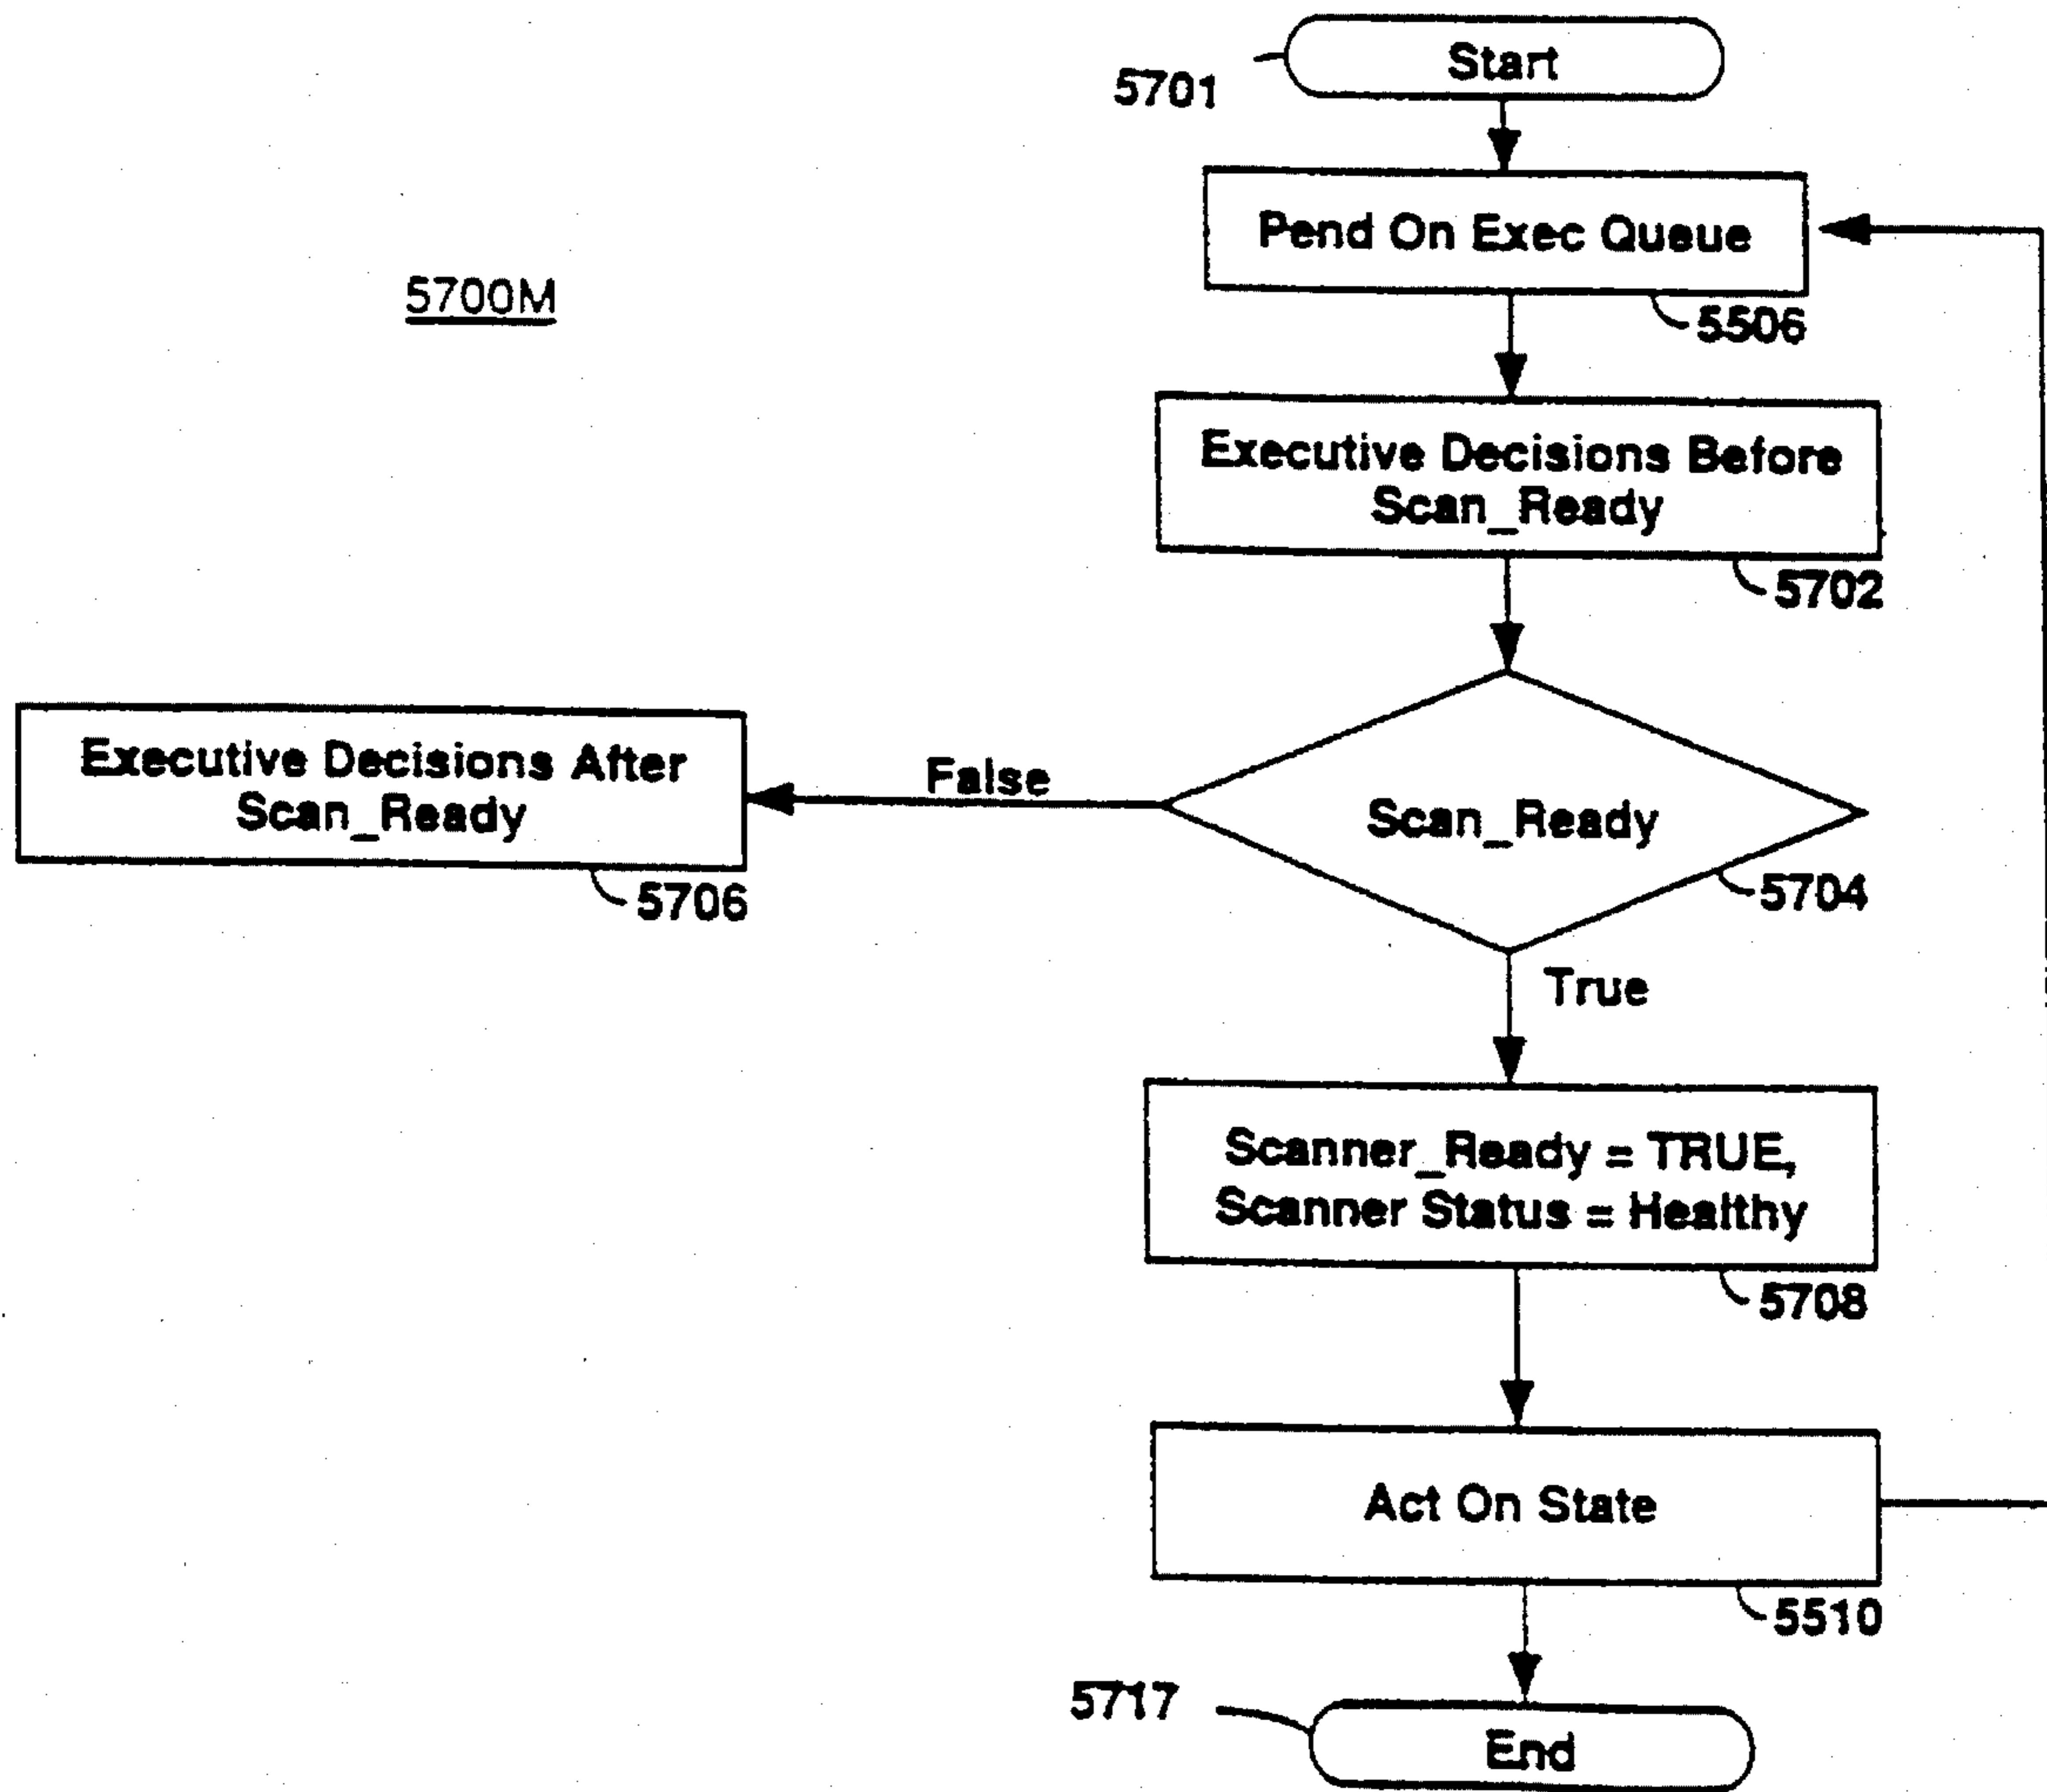 Start
5701
Pend On Exec Queue
5700M
5506
Executive Decisions Before
Scan_Ready
5702
Executive Decisions After
Scan_Ready
False
Scan_Ready
5706
5704
True
Scanner_Ready = TRUE,
Scanner Status = Healthy
5708
Act On State
5510
5717
End